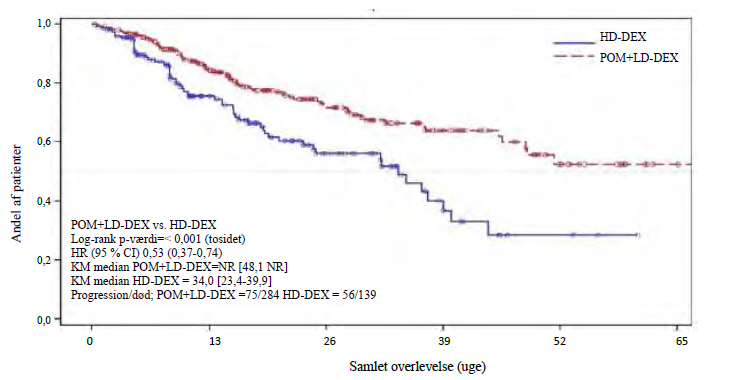 1,0
0,8
0,6
0,4
0,2
0,0
Andel af patienter
HD-DEX
POM+LD-DEX
POM+LD-DEX vs. HD-DEX
Log-rank p-værdi=< 0,001 (tosidet)
HR (95 % CI) 0,53 (0,37-0,74)
KM median POM+LD-DEX=NR [48,1 NR]
KM median HD-DEX = 34,0 [23,4-39,9]
Progression/død; POM+LD-DEX =75/284 HD-DEX = 56/139
0 13 26 39 52 65
Samlet overlevelse (uge)